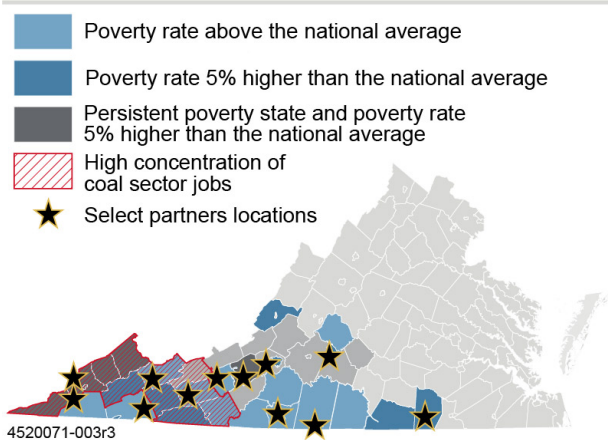 Poverty rate above the national average
Poverty rate 5% higher than the national average
Persistent poverty state and poverty rate
5% higher than the national average
High concentration of
coal sector jobs
Select partners locations
4520071-003r3